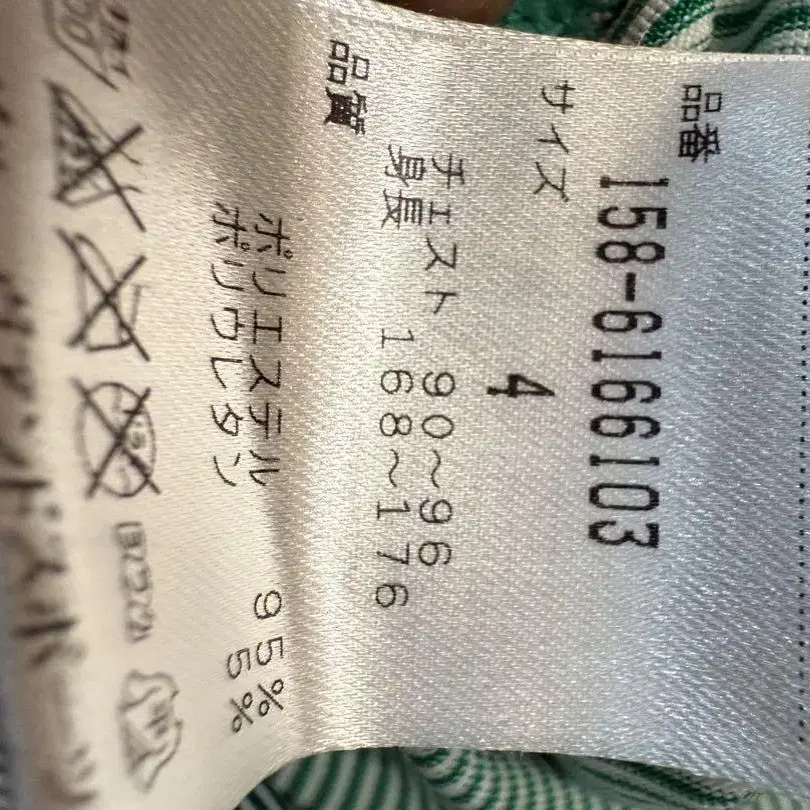 品番
158-6166103
サイズ
4
チェスト 90~96
身長 168~176
品質
ポリエステル 95%
ポリウレタン 5%